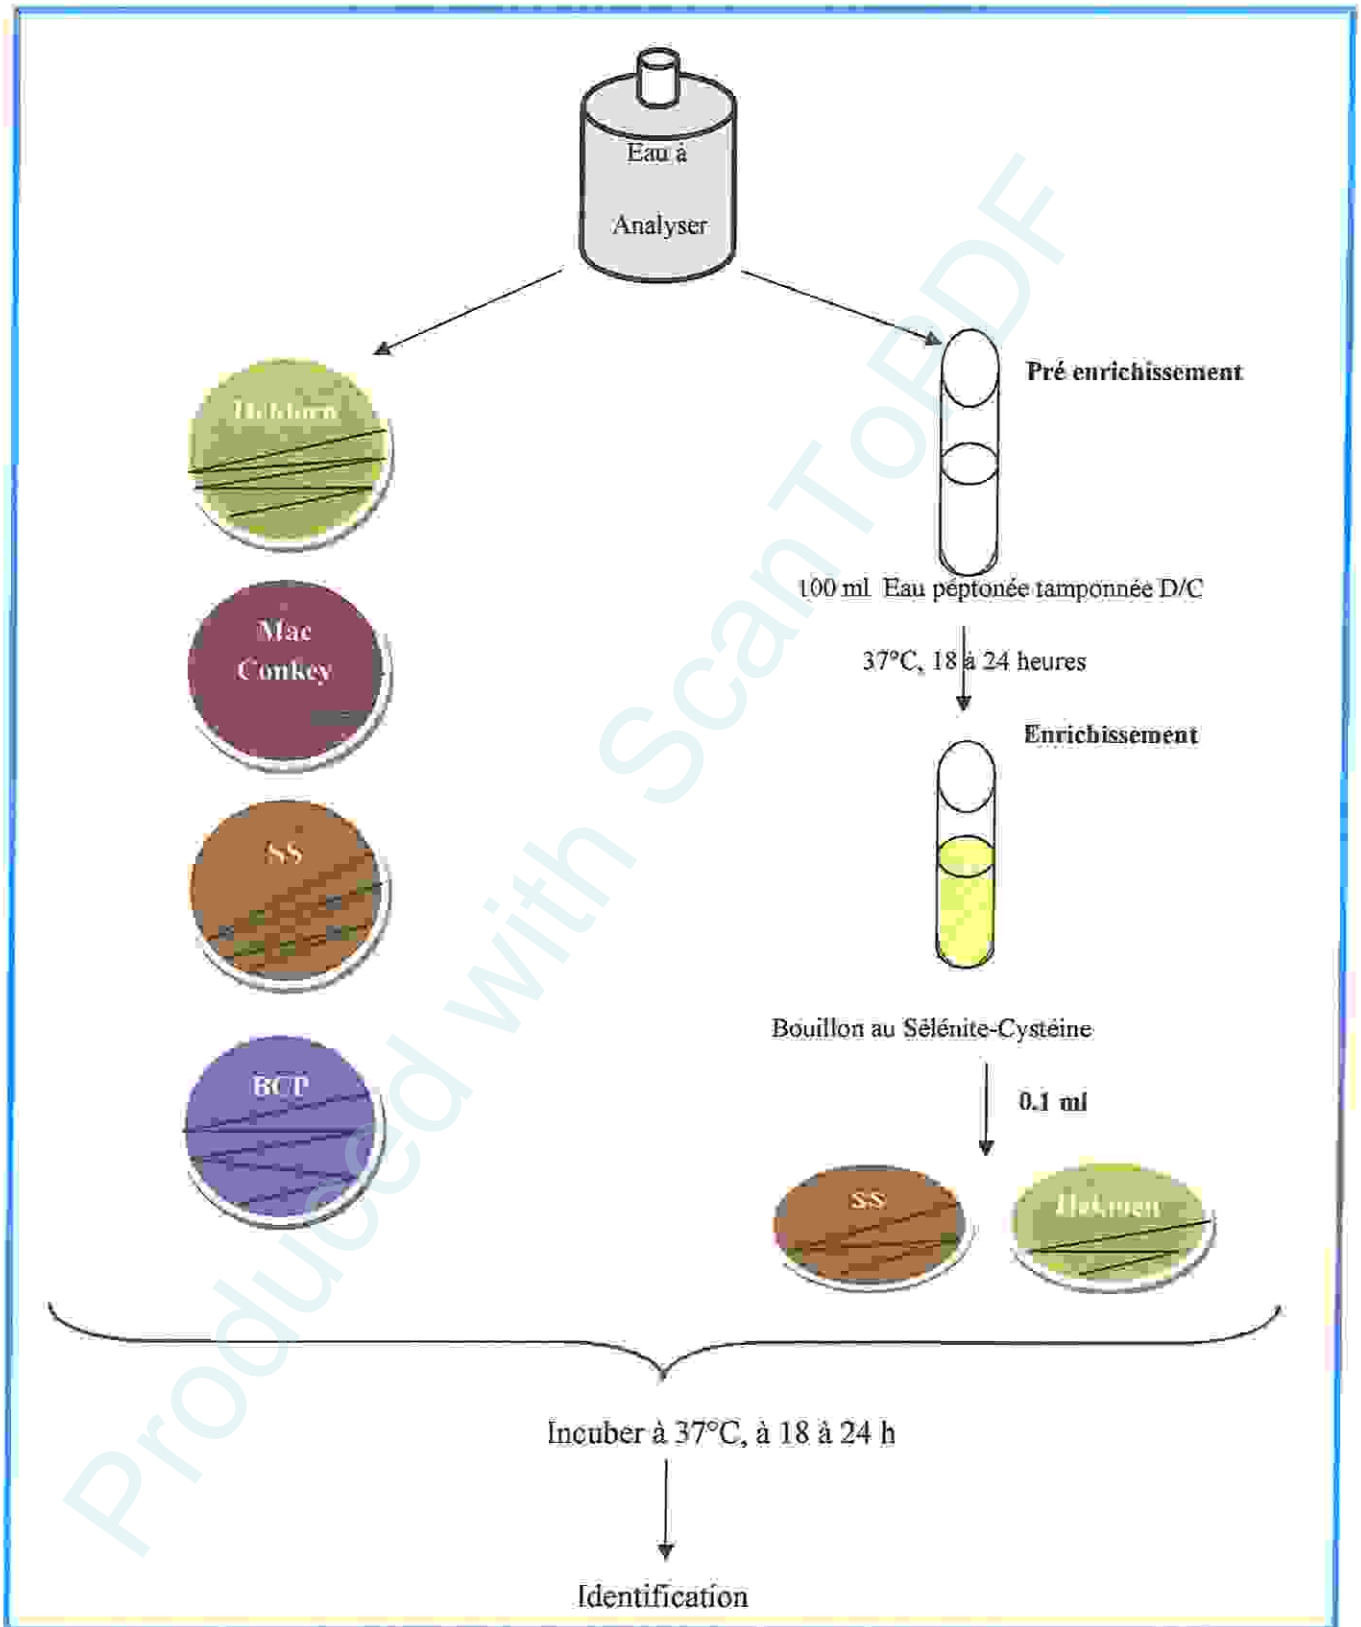 Eau à
Analyser
Pré enrichissement
100 ml Eau péptonée tamponnée D/C
37°C, 18 à 24 heures
Enrichissement
Mac
Conkey
SS
BCP
Bouillon au Sélénite-Cystéine
0.1 ml
SS
Incuber à 37°C, à 18 à 24 h
Identification
Produced with ScanToPDF